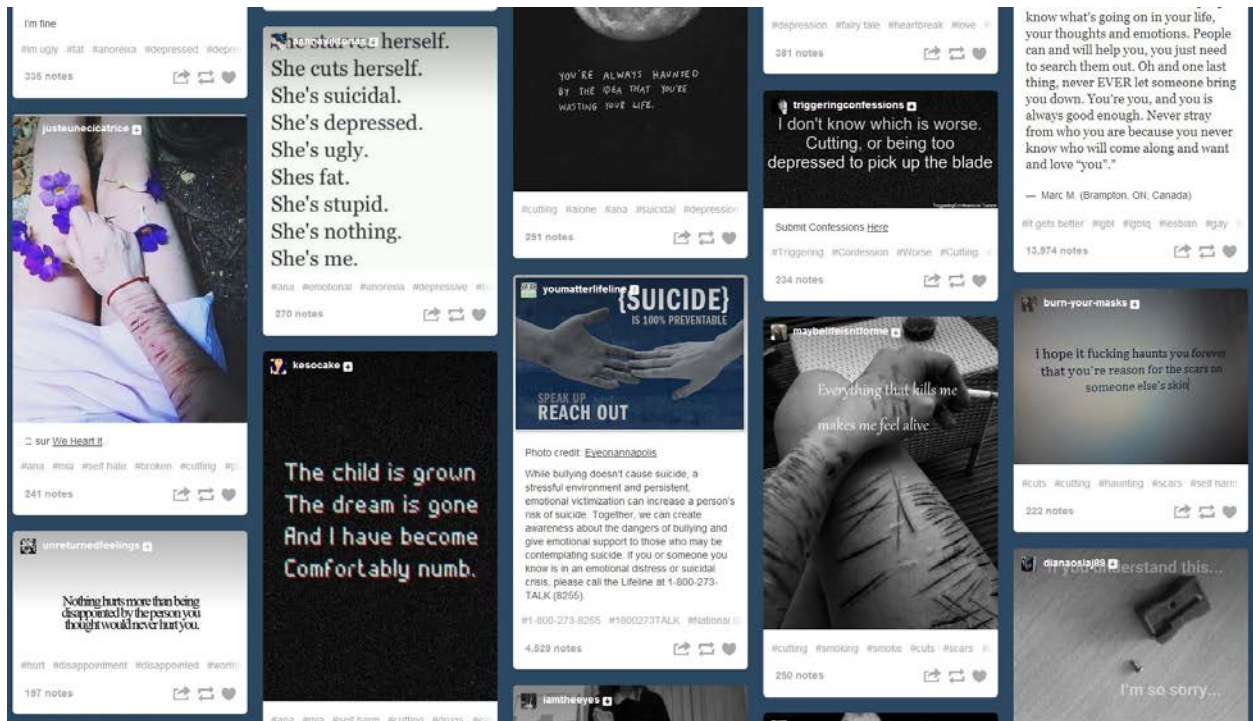 I'm fine
#im ugly #fat #anorexia #depressed
335 notes
justeunecicatrice
sur We Heart It
#ana #mia #self hate #broken #cutting
241 notes
unreturnedfeelings
Nothing hurts more than being
disappointed by the person you
thought would never hurt you.
#hurt #disappointment #disappointed
197 notes
herself.
She cuts herself.
She's suicidal.
She's depressed.
She's ugly.
Shes fat.
She's stupid.
She's nothing.
She's me.
#ana #emotional #anorexia #depressive
270 notes
kesocake
The child is grown
The dream is gone
And I have become
Comfortably numb.
#ana #mia #self harm #cutting #drugs
YOU'RE ALWAYS HAUNTED
BY THE IDEA THAT YOU'RE
WASTING YOUR LIFE.
#cutting #alone #ana #suicidal #depression
291 notes
youmatterlifeline
{SUICIDE}
IS 100% PREVENTABLE
SPEAK UP
REACH OUT
Photo credit: Eyeonannapolis
While bullying doesn't cause suicide, a
stressful environment and persistent,
emotional victimization can increase a person's
risk of suicide. Together, we can create
awareness about the dangers of bullying and
give emotional support to those who may be
contemplating suicide. If you or someone you
know is in an emotional distress or suicidal
crisis, please call the Lifeline at 1-800-273-
TALK (8255).
#1-800-273-8255 #1800273TALK #National
4,529 notes
iamtheeyes
#depression #fairy tale #heartbreak #love
381 notes
triggeringconfessions
I don't know which is worse.
Cutting, or being too
depressed to pick up the blade
Submit Confessions Here
#Triggering #Confession #Worse #Cutting
234 notes
maybelifeisntforme
Everything that kills me
makes me feel alive
#cutting #smoking #smoke #cuts #scars
250 notes
know what's going on in your life,
your thoughts and emotions. People
can and will help you, you just need
to search them out. Oh and one last
thing, never EVER let someone bring
you down. You're you, and you is
always good enough. Never stray
from who you are because you never
know who will come along and want
and love “you”.”
— Marc M. (Brampton, ON, Canada)
#it gets better #lgbt #lgbtq #lesbian #gay
13,974 notes
burn-your-masks
i hope it fucking haunts you forever
that you're reason for the scars on
someone else's skin
#cuts #cutting #haunting #scars #self harm
222 notes
If you understand this...
I'm so sorry...